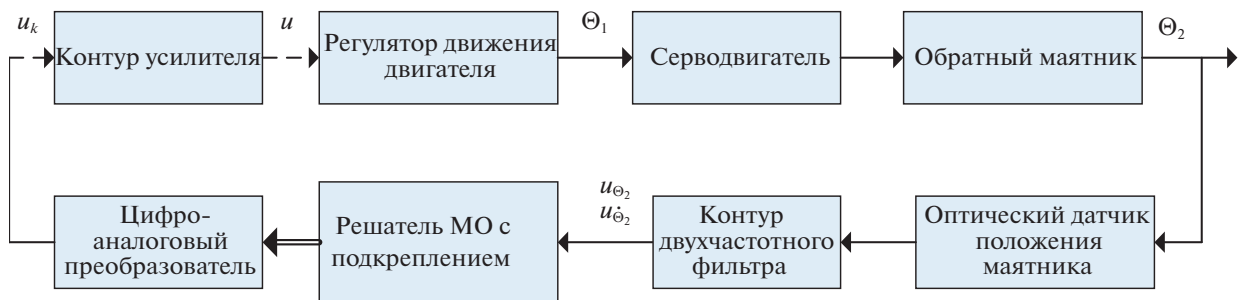 u_k
Контур усилителя
u
Регулятор движения
двигателя
Θ₁
Серводвигатель
Обратный маятник
Θ₂
Цифро-
аналоговый
преобразователь
Решатель МО с
подкреплением
u_Θ₂
u_Θ̇₂
Контур
двухчастотного
фильтра
Оптический датчик
положения
маятника